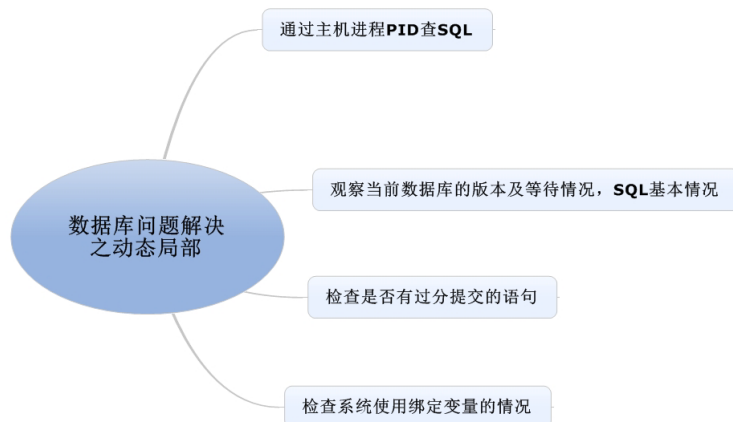 通过主机进程PID查SQL
观察当前数据库的版本及等待情况，SQL基本情况
数据库问题解决
之动态局部
检查是否有过分提交的语句
检查系统使用绑定变量的情况